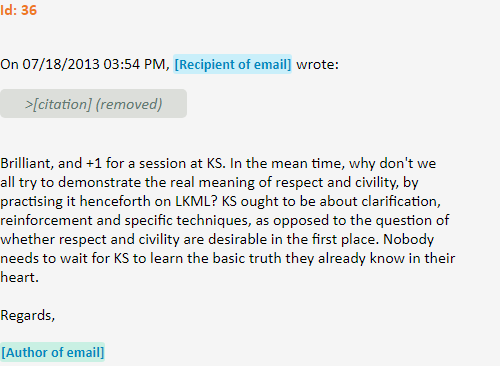 Id: 36
On 07/18/2013 03:54 PM, [Recipient of email] wrote:
>[citation] (removed)
Brilliant, and +1 for a session at KS. In the mean time, why don't we
all try to demonstrate the real meaning of respect and civility, by
practising it henceforth on LKML? KS ought to be about clarification,
reinforcement and specific techniques, as opposed to the question of
whether respect and civility are desirable in the first place. Nobody
needs to wait for KS to learn the basic truth they already know in their
heart.
Regards,
[Author of email]